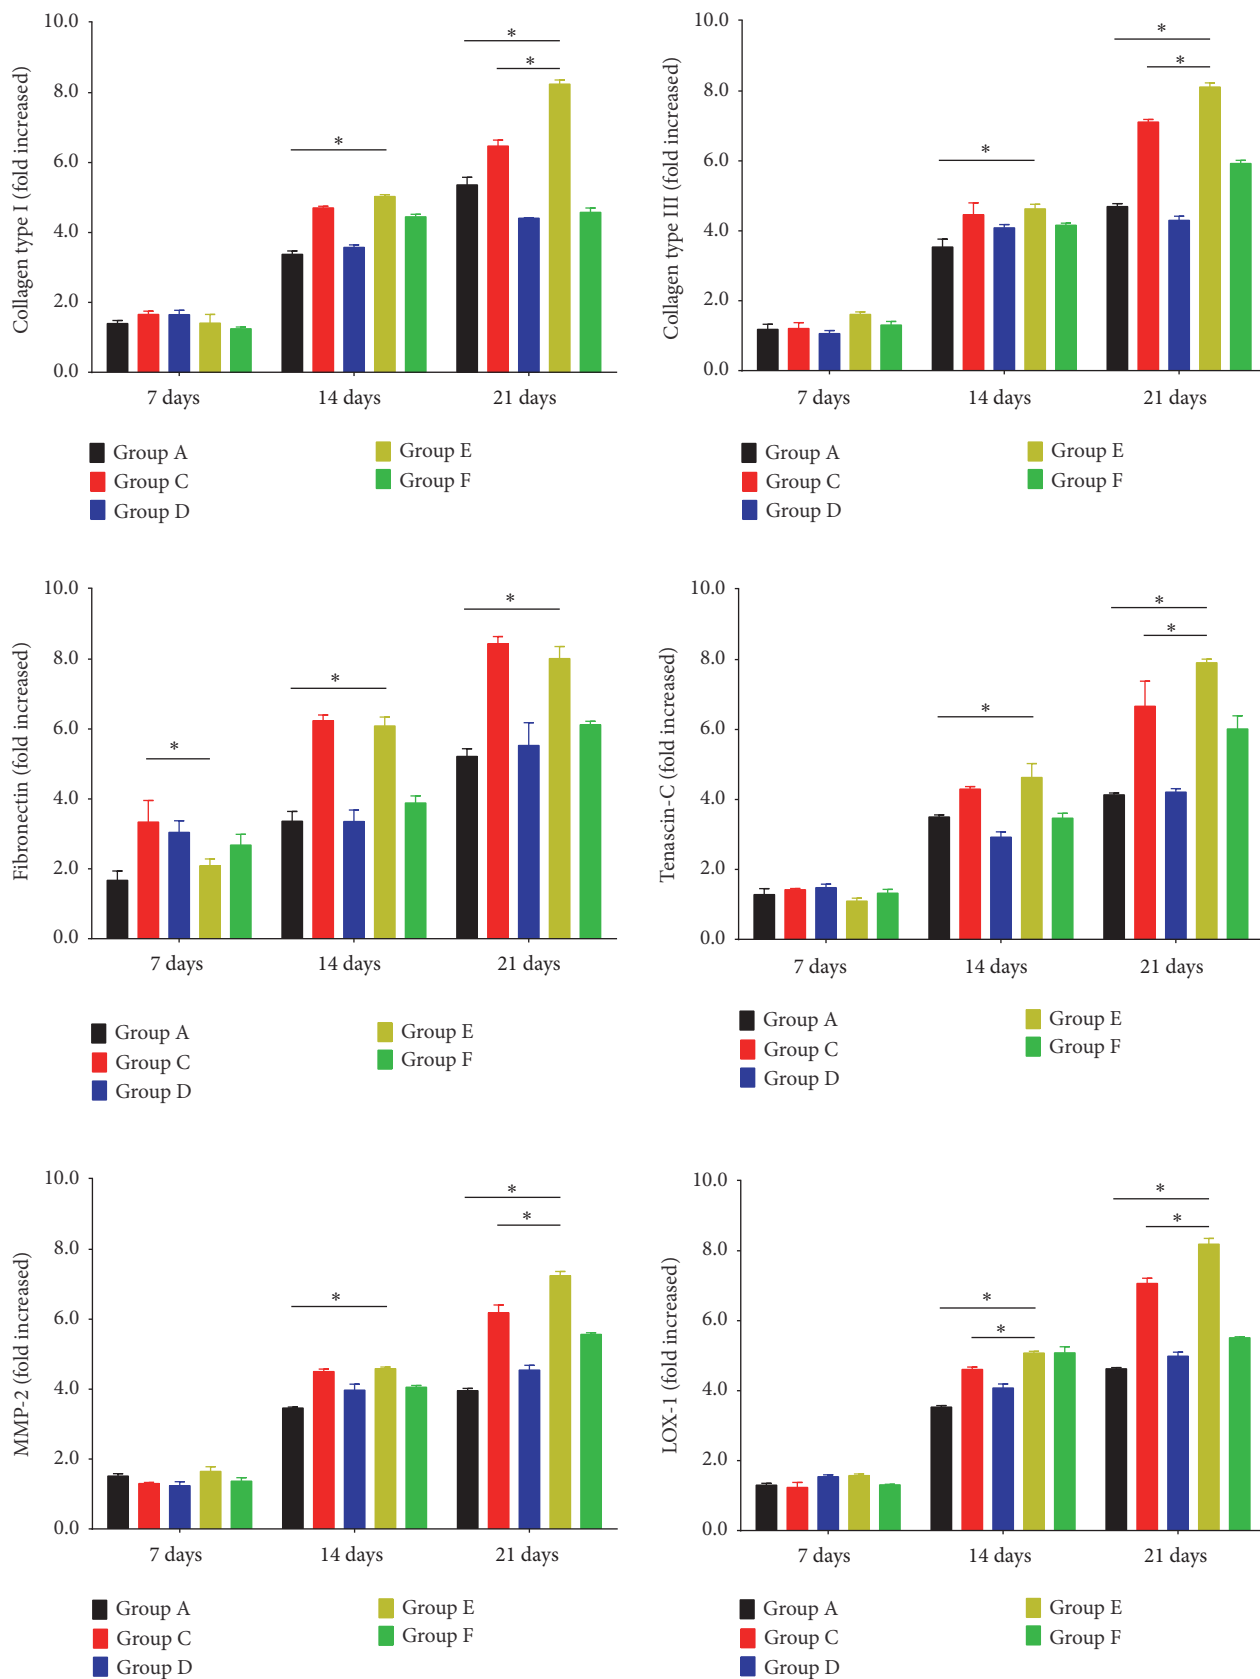 Collagen type I (fold increased)
10.0
8.0
6.0
4.0
2.0
0.0
*
*
*
7 days
14 days
21 days
Group A
Group C
Group D
Group E
Group F
Collagen type III (fold increased)
10.0
8.0
6.0
4.0
2.0
0.0
*
*
*
7 days
14 days
21 days
Group A
Group C
Group D
Group E
Group F
Fibronectin (fold increased)
10.0
8.0
6.0
4.0
2.0
0.0
*
*
*
7 days
14 days
21 days
Group A
Group C
Group D
Group E
Group F
Tenascin-C (fold increased)
10.0
8.0
6.0
4.0
2.0
0.0
*
*
*
7 days
14 days
21 days
Group A
Group C
Group D
Group E
Group F
MMP-2 (fold increased)
10.0
8.0
6.0
4.0
2.0
0.0
*
*
*
7 days
14 days
21 days
Group A
Group C
Group D
Group E
Group F
LOX-1 (fold increased)
10.0
8.0
6.0
4.0
2.0
0.0
*
*
*
*
7 days
14 days
21 days
Group A
Group C
Group D
Group E
Group F